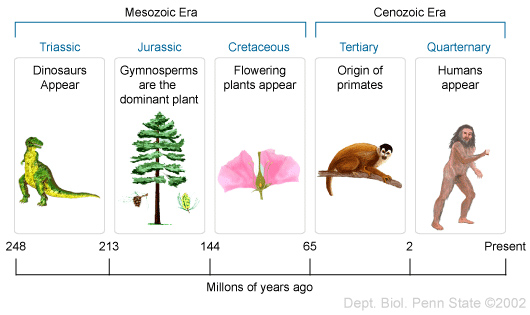 Mesozoic Era
Cenozoic Era
Triassic
Jurassic
Cretaceous
Tertiary
Quarternary
Dinosaurs
Appear
Gymnosperms
are the
dominant plant
Flowering
plants appear
Origin of
primates
Humans
appear
248
213
144
65
2
Present
Millons of years ago
Dept. Biol. Penn State ©2002